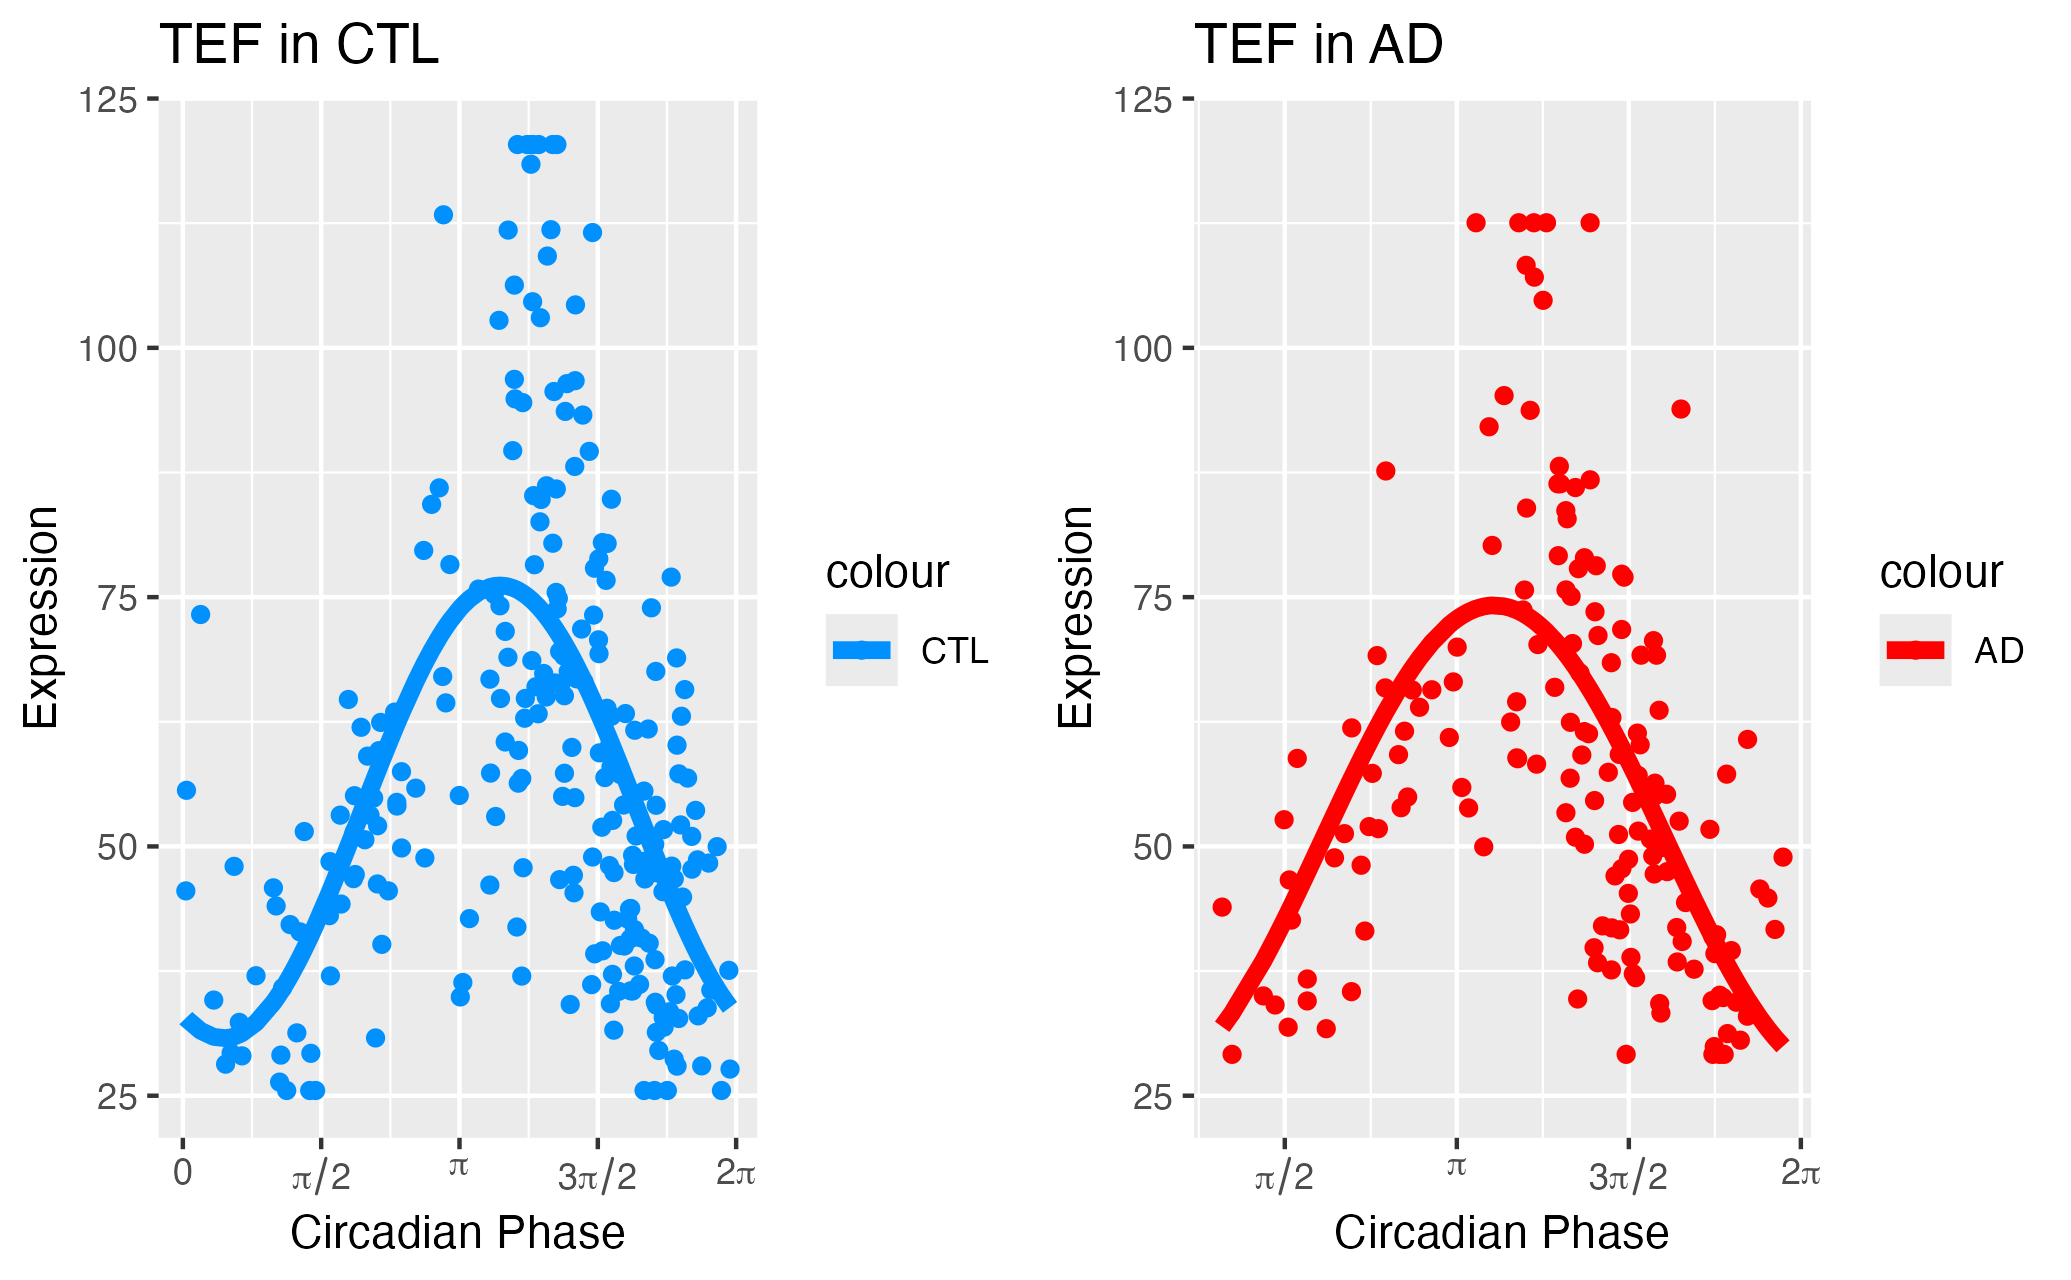 TEF in CTL
125
100
75
50
25
Expression
0
π/2
π
3π/2
2π
Circadian Phase
colour
CTL
TEF in AD
125
100
75
50
25
Expression
π/2
π
3π/2
2π
Circadian Phase
colour
AD